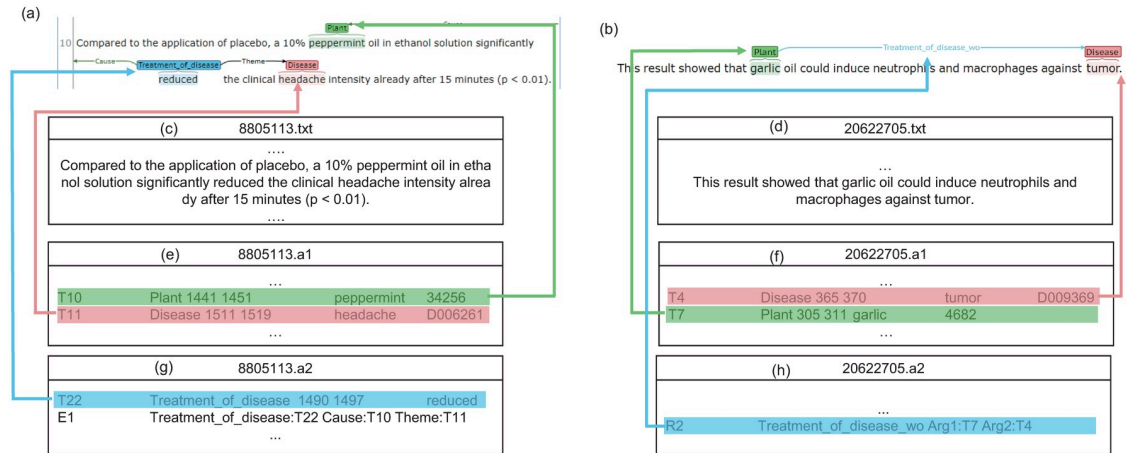 (a)
Plant
Cause
10 Compared to the application of placebo, a 10% peppermint oil in ethanol solution significantly
Cause Treatment_of_disease Theme Disease
reduced the clinical headache intensity already after 15 minutes (p < 0.01).
(c) 8805113.txt
....
Compared to the application of placebo, a 10% peppermint oil in etha
nol solution significantly reduced the clinical headache intensity alrea
dy after 15 minutes (p < 0.01).
....
(e) 8805113.a1
...
T10 Plant 1441 1451 peppermint 34256
T11 Disease 1511 1519 headache D006261
...
(g) 8805113.a2
T22 Treatment_of_disease 1490 1497 reduced
E1 Treatment_of_disease:T22 Cause:T10 Theme:T11
...
(b)
Plant Treatment_of_disease_wo Disease
This result showed that garlic oil could induce neutrophils and macrophages against tumor.
(d)
20622705.txt
...
This result showed that garlic oil could induce neutrophils and
macrophages against tumor.
(f)
20622705.a1
...
T4 Disease 365 370 tumor D009369
T7 Plant 305 311 garlic 4682
...
(h) 20622705.a2
...
R2 Treatment_of_disease_wo Arg1:T7 Arg2:T4